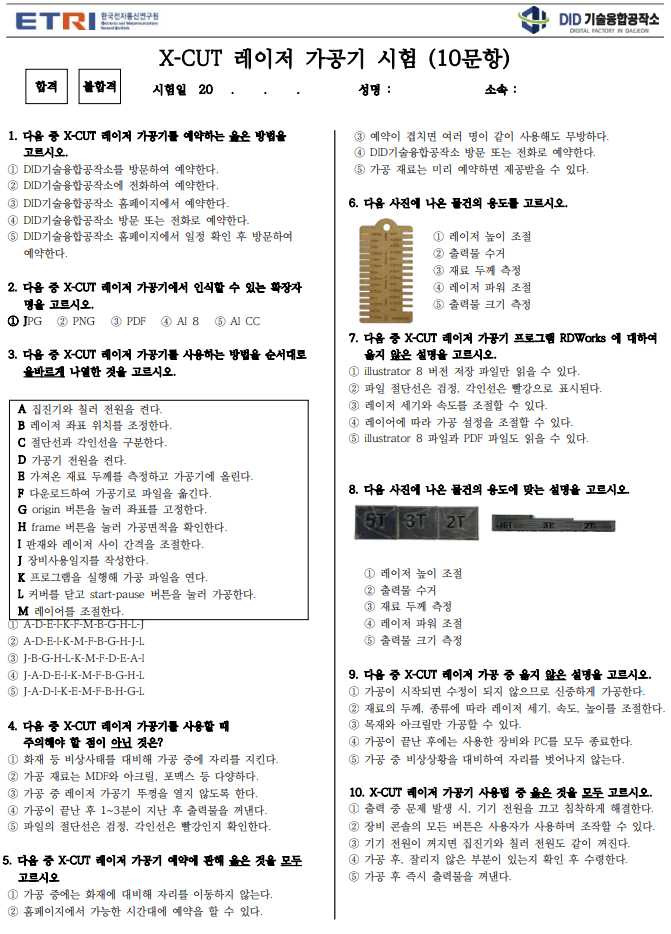 ETRI 한국전자통신연구원
Electronics and Telecommunications
Research Institute
DID 기술융합공작소
DIGITAL FACTORY IN DAEJEON
X-CUT 레이저 가공기 시험 (10문항)
합격 불합격 시험일 20 . . . 성명 : 소속 :
1. 다음 중 X-CUT 레이저 가공기를 예약하는 옳은 방법을
고르시오.
① DID기술융합공작소를 방문하여 예약한다.
② DID기술융합공작소에 전화하여 예약한다.
③ DID기술융합공작소 홈페이지에서 예약한다.
④ DID기술융합공작소 방문 또는 전화로 예약한다.
⑤ DID기술융합공작소 홈페이지에서 일정 확인 후 방문하여
예약한다.
2. 다음 중 X-CUT 레이저 가공기에서 인식할 수 있는 확장자
명을 고르시오.
① JPG ② PNG ③ PDF ④ AI 8 ⑤ AI CC
3. 다음 중 X-CUT 레이저 가공기를 사용하는 방법을 순서대로
올바르게 나열한 것을 고르시오.
A 집진기와 칠러 전원을 켠다.
B 레이저 좌표 위치를 조정한다.
C 절단선과 각인선을 구분한다.
D 가공기 전원을 켠다.
E 가져온 재료 두께를 측정하고 가공기에 올린다.
F 다운로드하여 가공기로 파일을 옮긴다.
G origin 버튼을 눌러 좌표를 고정한다.
H frame 버튼을 눌러 가공면적을 확인한다.
I 판재와 레이저 사이 간격을 조절한다.
J 장비사용일지를 작성한다.
K 프로그램을 실행해 가공 파일을 연다.
L 커버를 닫고 start-pause 버튼을 눌러 가공한다.
M 레이어를 조절한다.
① A-D-E-I-K-F-M-B-G-H-L-J
② A-D-E-I-K-M-F-B-G-H-J-L
③ J-B-G-H-L-K-M-F-D-E-A-I
④ J-A-D-E-I-K-M-F-B-G-H-L
⑤ J-A-D-I-K-E-M-F-B-H-G-L
4. 다음 중 X-CUT 레이저 가공기를 사용할 때
주의해야 할 점이 아닌 것은?
① 화재 등 비상사태를 대비해 가공 중에 자리를 지킨다.
② 가공 재료는 MDF와 아크릴, 포맥스 등 다양하다.
③ 가공 중 레이저 가공기 뚜껑을 열지 않도록 한다.
④ 가공이 끝난 후 1~3분이 지난 후 출력물을 꺼낸다.
⑤ 파일의 절단선은 검정, 각인선은 빨강인지 확인한다.
5. 다음 중 X-CUT 레이저 가공기 예약에 관해 옳은 것을 모두
고르시오
① 가공 중에는 화재에 대비해 자리를 이동하지 않는다.
② 홈페이지에서 가능한 시간대에 예약을 할 수 있다.
③ 예약이 겹치면 여러 명이 같이 사용해도 무방하다.
④ DID기술융합공작소 방문 또는 전화로 예약한다.
⑤ 가공 재료는 미리 예약하면 제공받을 수 있다.
6. 다음 사진에 나온 물건의 용도를 고르시오.
① 레이저 높이 조절
② 출력물 수거
③ 재료 두께 측정
④ 레이저 파워 조절
⑤ 출력물 크기 측정
7. 다음 중 X-CUT 레이저 가공기 프로그램 RDWorks 에 대하여
옳지 않은 설명을 고르시오.
① illustrator 8 버전 저장 파일만 읽을 수 있다.
② 파일 절단선은 검정, 각인선은 빨강으로 표시된다.
③ 레이저 세기와 속도를 조절할 수 있다.
④ 레이어에 따라 가공 설정을 조절할 수 있다.
⑤ illustrator 8 파일과 PDF 파일도 읽을 수 있다.
8. 다음 사진에 나온 물건의 용도에 맞는 설명을 고르시오.
5T 3T 2T 5T 3T 2T
① 레이저 높이 조절
② 출력물 수거
③ 재료 두께 측정
④ 레이저 파워 조절
⑤ 출력물 크기 측정
9. 다음 중 X-CUT 레이저 가공 중 옳지 않은 설명을 고르시오.
① 가공이 시작되면 수정이 되지 않으므로 신중하게 가공한다.
② 재료의 두께, 종류에 따라 레이저 세기, 속도, 높이를 조절한다.
③ 목재와 아크릴만 가공할 수 있다.
④ 가공이 끝난 후에는 사용한 장비와 PC를 모두 종료한다.
⑤ 가공 중 비상상황을 대비하여 자리를 벗어나지 않는다.
10. X-CUT 레이저 가공기 사용법 중 옳은 것을 모두 고르시오.
① 출력 중 문제 발생 시, 기기 전원을 끄고 침착하게 해결한다.
② 장비 콘솔의 모든 버튼은 사용자가 사용하며 조작할 수 있다.
③ 기기 전원이 꺼지면 집진기와 칠러 전원도 같이 꺼진다.
④ 가공 후, 잘리지 않은 부분이 있는지 확인 후 수령한다.
⑤ 가공 후 즉시 출력물을 꺼낸다.